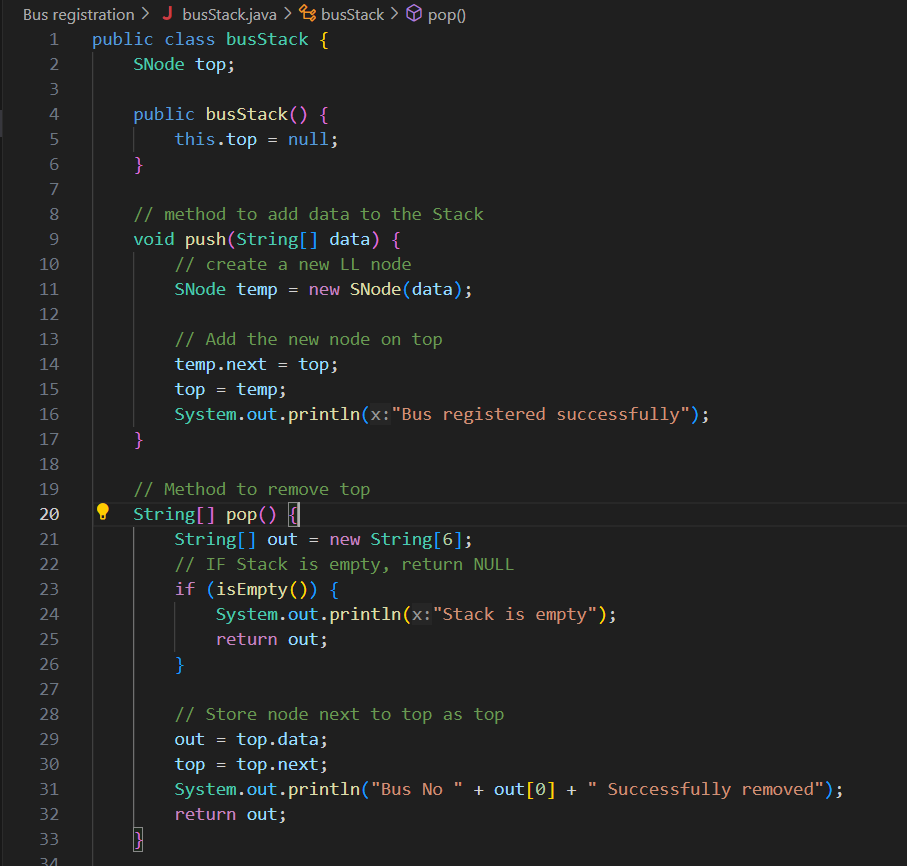 Bus registration > J busStack.java > busStack > pop()
1 public class busStack {
2     SNode top;
3
4     public busStack() {
5         this.top = null;
6     }
7
8     // method to add data to the Stack
9     void push(String[] data) {
10         // create a new LL node
11         SNode temp = new SNode(data);
12
13         // Add the new node on top
14         temp.next = top;
15         top = temp;
16         System.out.println(x:"Bus registered successfully");
17     }
18
19     // Method to remove top
20     String[] pop() {
21         String[] out = new String[6];
22         // IF Stack is empty, return NULL
23         if (isEmpty()) {
24             System.out.println(x:"Stack is empty");
25             return out;
26         }
27
28         // Store node next to top as top
29         out = top.data;
30         top = top.next;
31         System.out.println("Bus No " + out[0] + " Successfully removed");
32         return out;
33     }
34